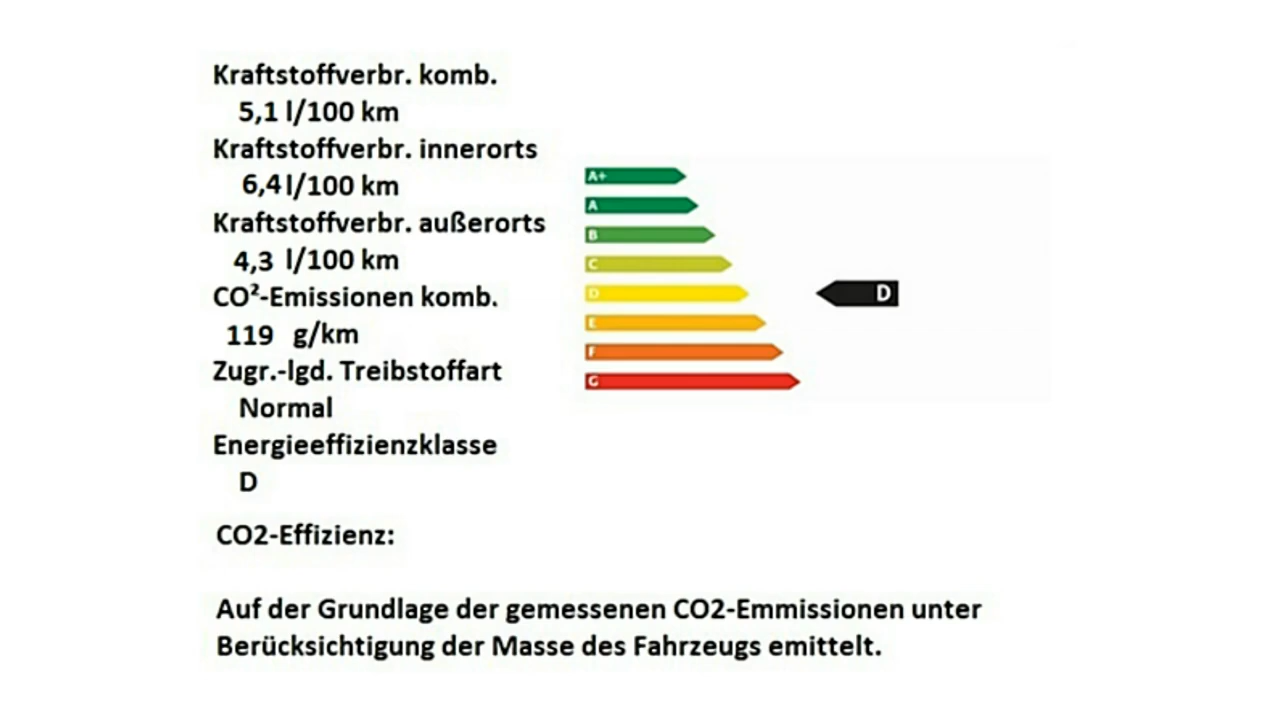 Kraftstoffverbr. komb.
5,1 l/100 km
Kraftstoffverbr. innerorts
6,4 l/100 km
Kraftstoffverbr. außerorts
4,3 l/100 km
CO²-Emissionen komb.
119 g/km
Zugr.-lgd. Treibstoffart
Normal
Energieeffizienzklasse
D
A+
A
B
C
D
D
E
F
G
CO2-Effizienz:
Auf der Grundlage der gemessenen CO2-Emmissionen unter
Berücksichtigung der Masse des Fahrzeugs emittelt.